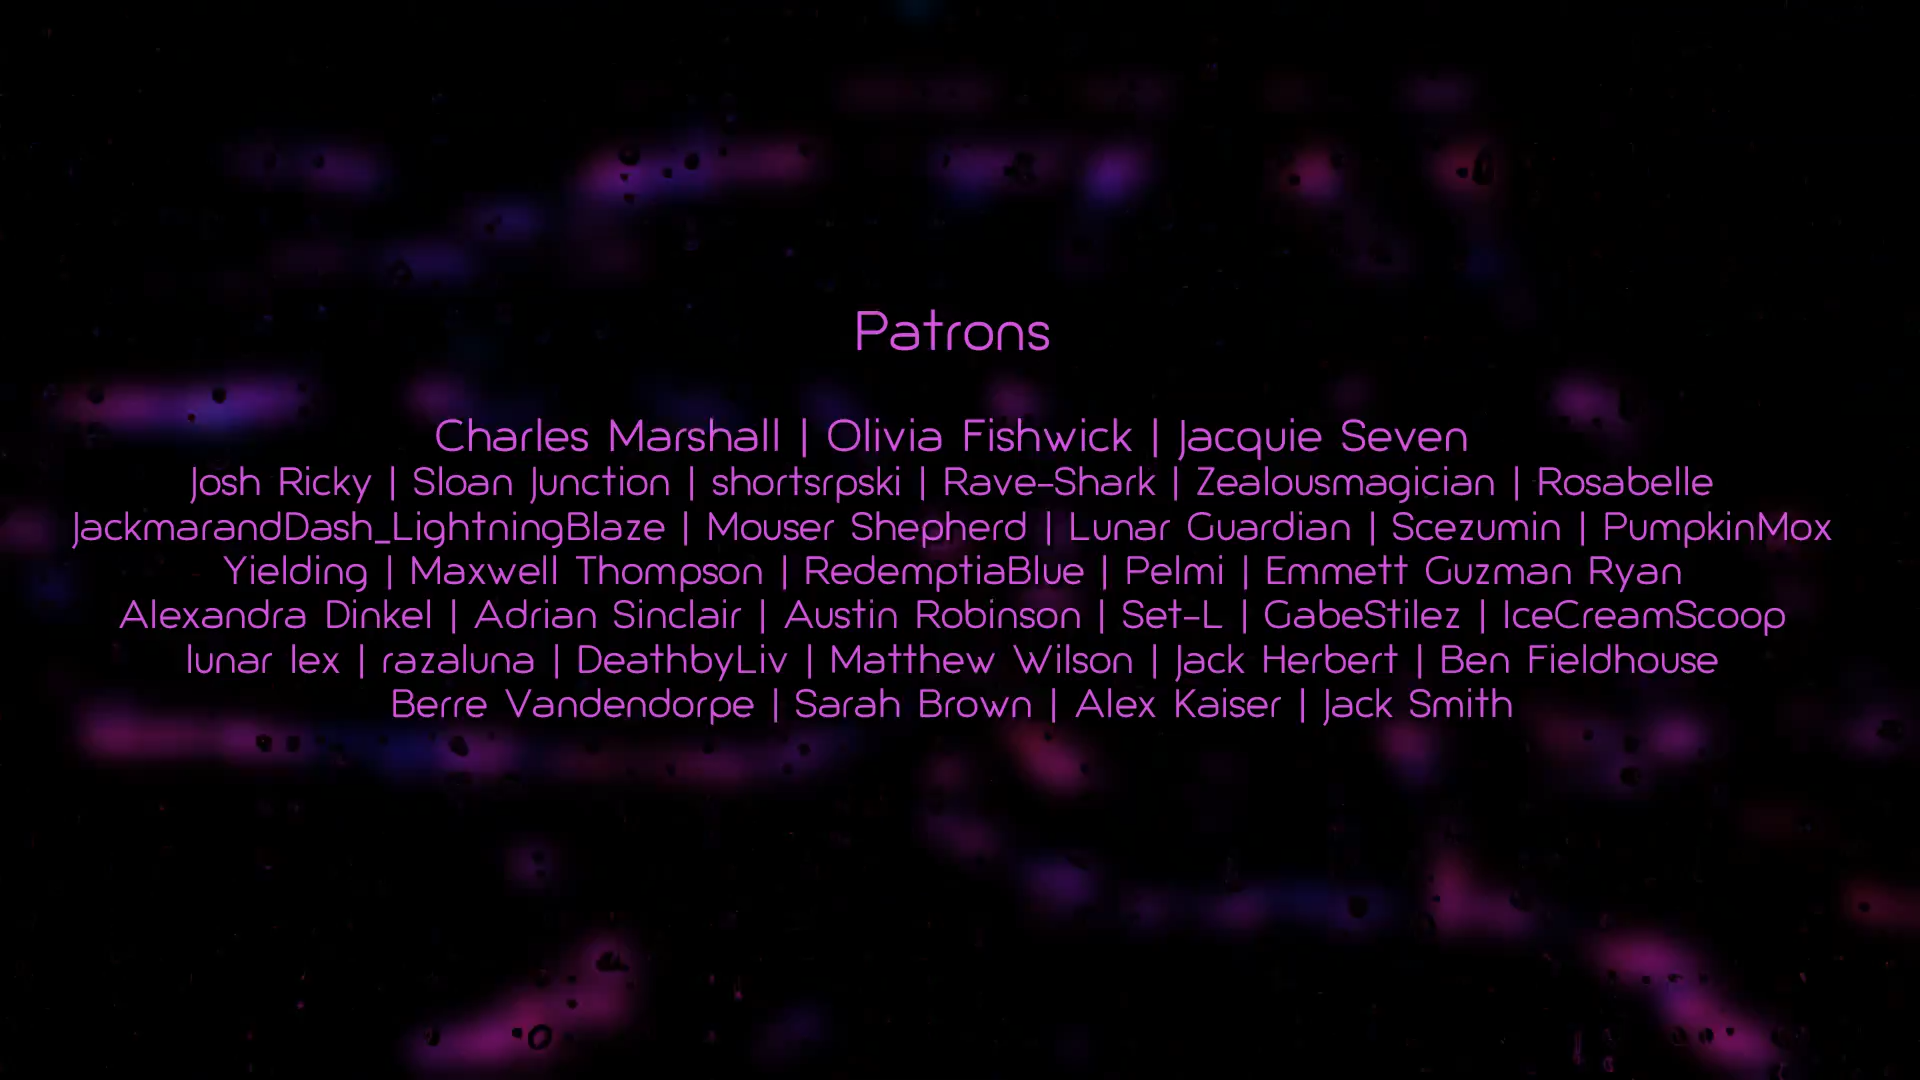 Patrons
Charles Marshall | Olivia Fishwick | Jacquie Seven
Josh Ricky | Sloan Junction | shortsrpski | Rave-Shark | Zealousmagician | Rosabelle
JackmarandDash_LightningBlaze | Mouser Shepherd | Lunar Guardian | Scezumin | PumpkinMox
Yielding | Maxwell Thompson | RedemptiaBlue | Pelmi | Emmett Guzman Ryan
Alexandra Dinkel | Adrian Sinclair | Austin Robinson | Set-L | GabeStilez | IceCreamScoop
lunar lex | razaluna | DeathbyLiv | Matthew Wilson | Jack Herbert | Ben Fieldhouse
Berre Vandendorpe | Sarah Brown | Alex Kaiser | Jack Smith